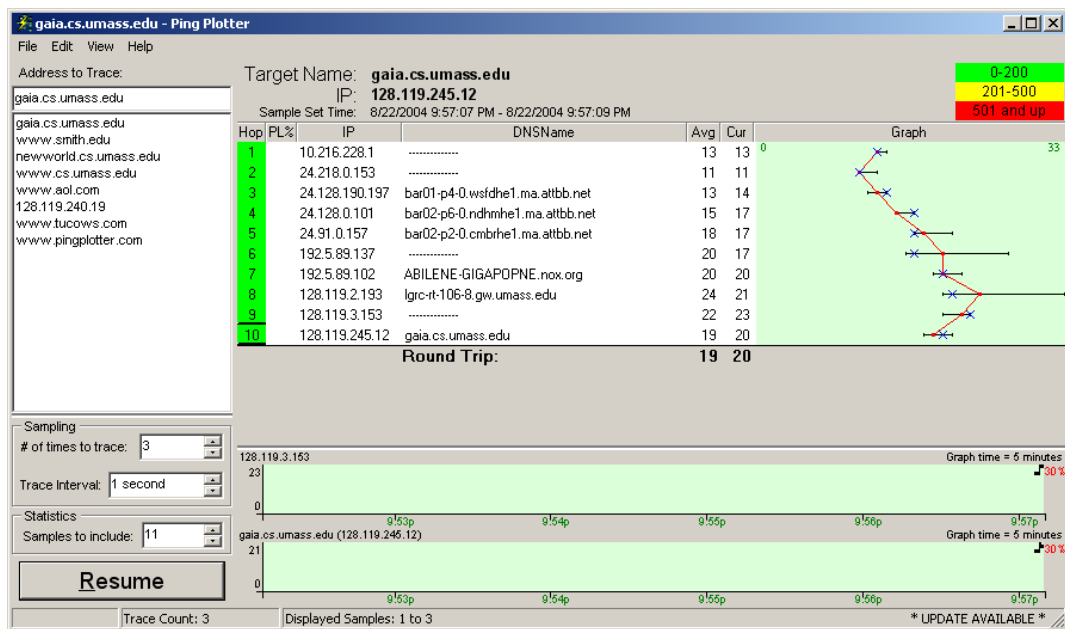 gaia.cs.umass.edu - Ping Plotter
File Edit View Help
Address to Trace:
gaia.cs.umass.edu
gaia.cs.umass.edu
www.smith.edu
newworld.cs.umass.edu
www.cs.umass.edu
www.aol.com
128.119.240.19
www.tucows.com
www.pingplotter.com
Sampling
# of times to trace: 3
Trace Interval: 1 second
Statistics
Samples to include: 11
Resume
Target Name: gaia.cs.umass.edu
IP: 128.119.245.12
Sample Set Time: 8/22/2004 9:57:07 PM - 8/22/2004 9:57:09 PM
0-200
201-500
501 and up
Hop PL% IP DNSName Avg Cur Graph
0 33
1 10.216.228.1 ------------- 13 13
2 24.218.0.153 ------------- 11 11
3 24.128.190.197 bar01-p4-0.wsfdhe1.ma.attbb.net 13 14
4 24.128.0.101 bar02-p6-0.ndhmhe1.ma.attbb.net 15 17
5 24.91.0.157 bar02-p2-0.cmbrhe1.ma.attbb.net 18 17
6 192.5.89.137 ------------- 20 17
7 192.5.89.102 ABILENE-GIGAPOPNE.nox.org 20 20
8 128.119.2.193 lgrc-rt-106-8.gw.umass.edu 24 21
9 128.119.3.153 ------------- 22 23
10 128.119.245.12 gaia.cs.umass.edu 19 20
Round Trip: 19 20
128.119.3.153 Graph time = 5 minutes
23 30%
0
9:53p 9:54p 9:55p 9:56p 9:57p
gaia.cs.umass.edu (128.119.245.12) Graph time = 5 minutes
21 30%
0
9:53p 9:54p 9:55p 9:56p 9:57p
Trace Count: 3 Displayed Samples: 1 to 3 * UPDATE AVAILABLE *